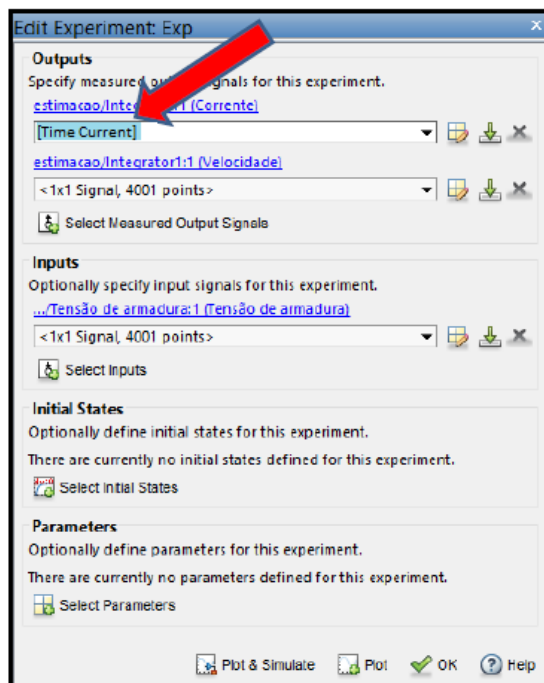 Edit Experiment: Exp
Outputs
Specify measured signals for this experiment.
(Corrente)
[Time Current]
estimacao/Integrator1:1 (Velocidade)
<1x1 Signal, 4001 points>
Select Measured Output Signals
Inputs
Optionally specify input signals for this experiment.
.../Tensão de armadura:1 (Tensão de armadura)
<1x1 Signal, 4001 points>
Select Inputs
Initial States
Optionally define initial states for this experiment.
There are currently no initial states defined for this experiment.
Select Initial States
Parameters
Optionally define parameters for this experiment.
There are currently no parameters defined for this experiment.
Select Parameters
Plot & Simulate Plot OK Help